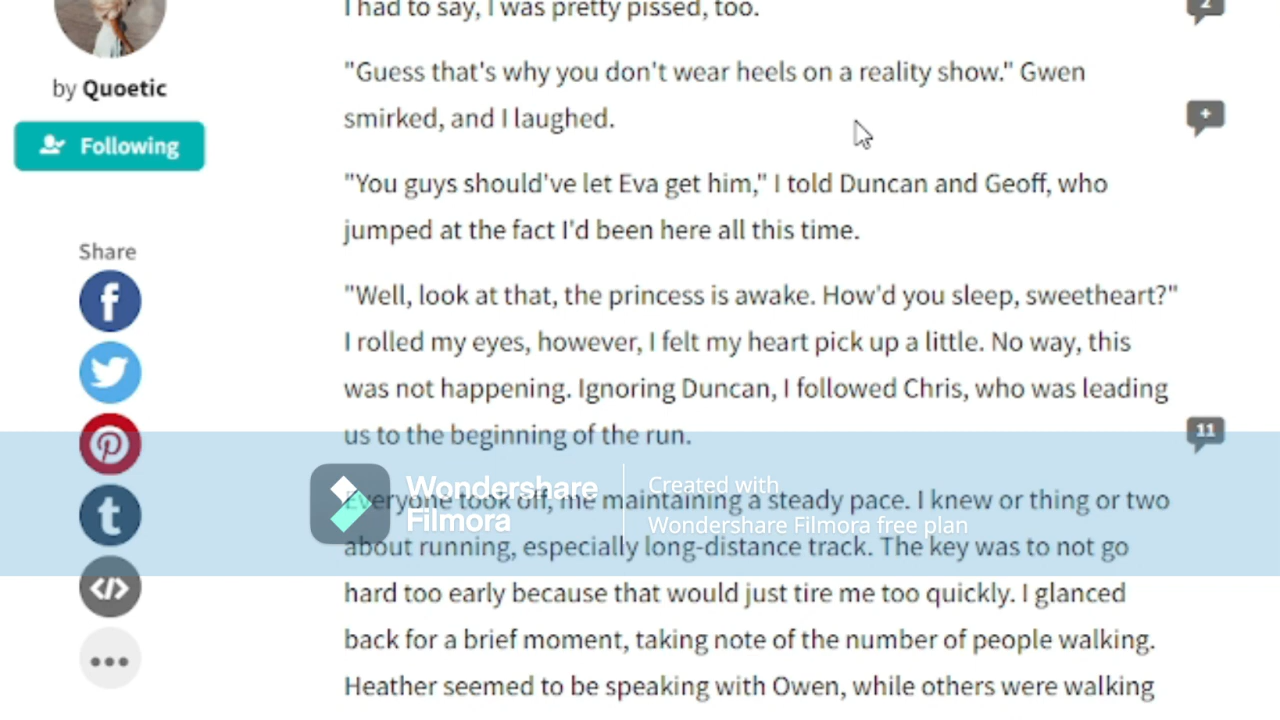 I had to say, I was pretty pissed, too.
2
by Quoetic
"Guess that's why you don't wear heels on a reality show." Gwen
smirked, and I laughed.
+
Following
"You guys should've let Eva get him," I told Duncan and Geoff, who
jumped at the fact I'd been here all this time.
Share
"Well, look at that, the princess is awake. How'd you sleep, sweetheart?"
I rolled my eyes, however, I felt my heart pick up a little. No way, this
was not happening. Ignoring Duncan, I followed Chris, who was leading
us to the beginning of the run.
11
Wondershare
Filmora
Created with
Wondershare Filmora free plan
Everyone took off, me maintaining a steady pace. I knew or thing or two
about running, especially long-distance track. The key was to not go
hard too early because that would just tire me too quickly. I glanced
back for a brief moment, taking note of the number of people walking.
Heather seemed to be speaking with Owen, while others were walking